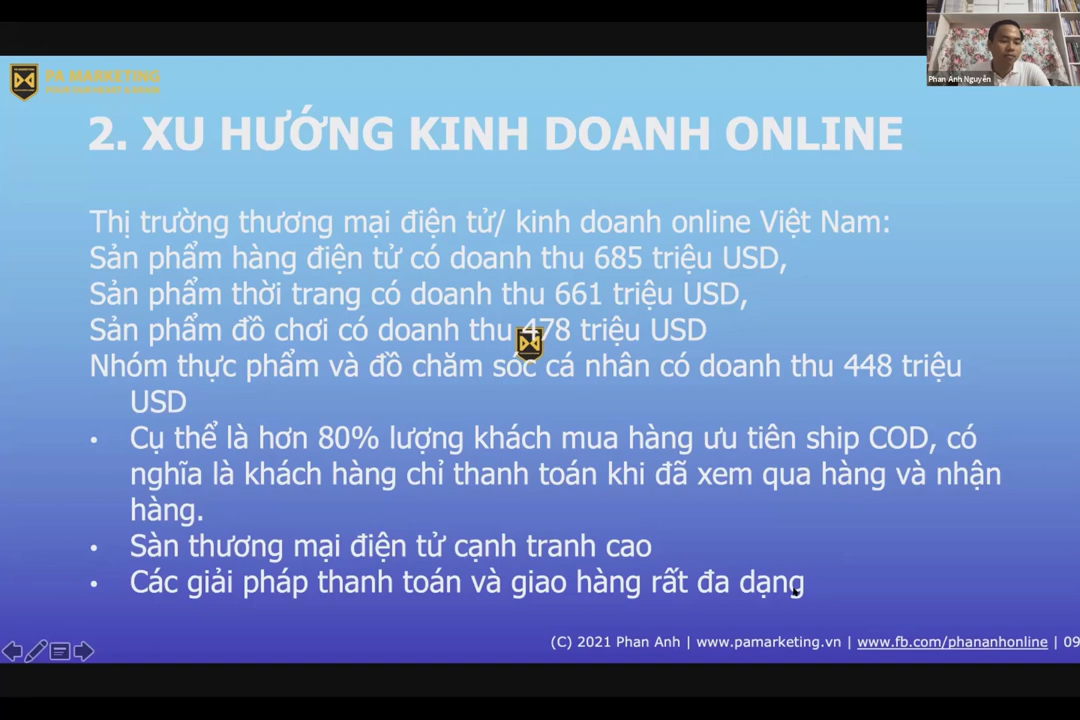 PA MARKETING
Phan Anh Nguyễn
2. XU HƯỚNG KINH DOANH ONLINE
Thị trường thương mại điện tử/ kinh doanh online Việt Nam:
Sản phẩm hàng điện tử có doanh thu 685 triệu USD,
Sản phẩm thời trang có doanh thu 661 triệu USD,
Sản phẩm đồ chơi có doanh thu 478 triệu USD
Nhóm thực phẩm và đồ chăm sóc cá nhân có doanh thu 448 triệu
USD
• Cụ thể là hơn 80% lượng khách mua hàng ưu tiên ship COD, có
nghĩa là khách hàng chỉ thanh toán khi đã xem qua hàng và nhận
hàng.
• Sàn thương mại điện tử cạnh tranh cao
• Các giải pháp thanh toán và giao hàng rất đa dạng
(C) 2021 Phan Anh | www.pamarketing.vn | www.fb.com/phananhonline | 09